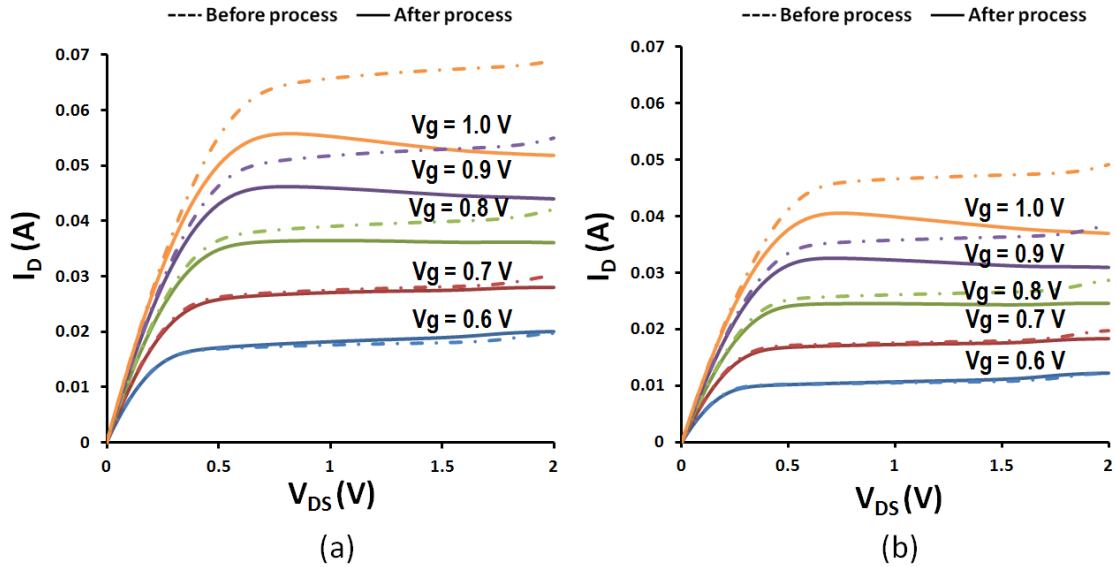 Before process After process
0.07
0.06
0.05
0.04
0.03
0.02
0.01
0
I_D (A)
Vg = 1.0 V
Vg = 0.9 V
Vg = 0.8 V
Vg = 0.7 V
Vg = 0.6 V
0 0.5 1 1.5 2
V_DS (V)
(a)
Before process After process
0.07
0.06
0.05
0.04
0.03
0.02
0.01
0
I_D (A)
Vg = 1.0 V
Vg = 0.9 V
Vg = 0.8 V
Vg = 0.7 V
Vg = 0.6 V
0 0.5 1 1.5 2
V_DS (V)
(b)